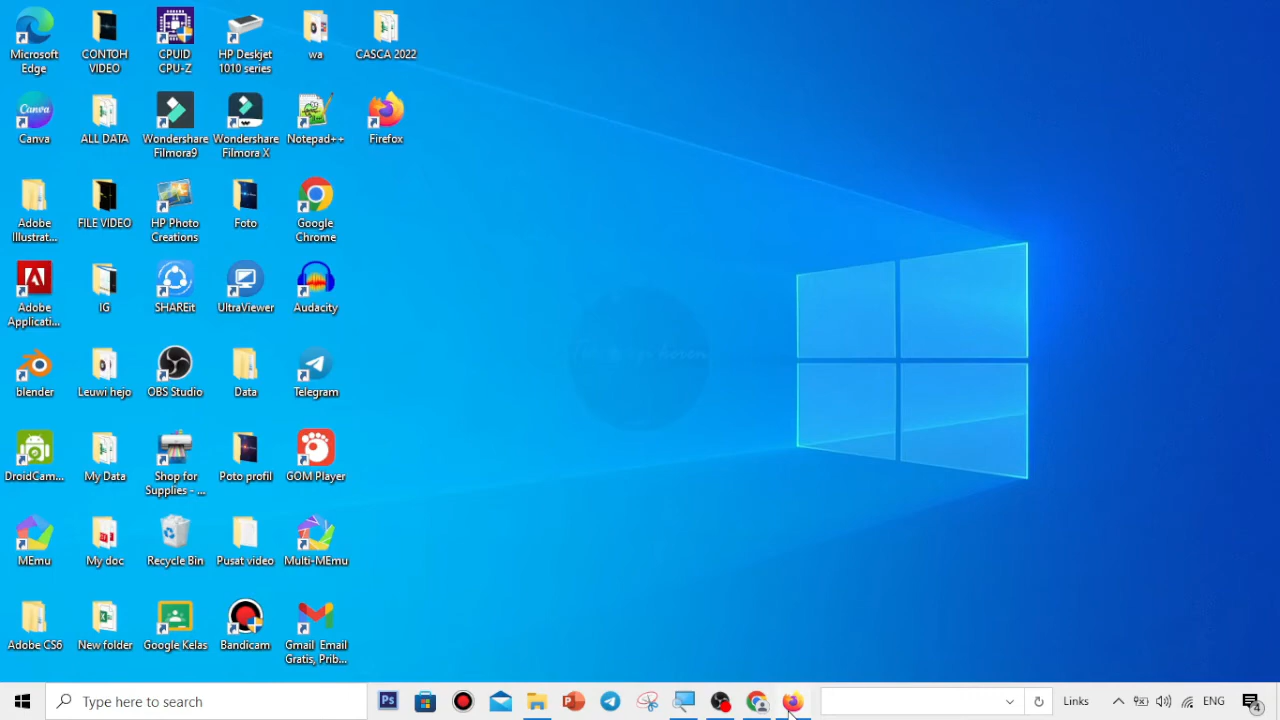 Microsoft
Edge
CONTOH
VIDEO
CPUID
CPU-Z
HP Deskjet
1010 series
wa
CASCA 2022
Canva
Canva
ALL DATA
Wondershare
Filmora9
Wondershare
Filmora X
Notepad++
Firefox
Adobe
Illustrat...
FILE VIDEO
HP Photo
Creations
Foto
Google
Chrome
Adobe
Applicati...
IG
SHAREit
UltraViewer
Audacity
blender
Leuwi hejo
OBS Studio
Data
Telegram
DroidCam...
My Data
Shop for
Supplies - ...
Poto profil
GOM Player
MEmu
My doc
Recycle Bin
Pusat video
Multi-MEmu
Adobe CS6
New folder
Google Kelas
Bandicam
Gmail Email
Gratis, Prib...
Type here to search
Ps
Links
ENG
4